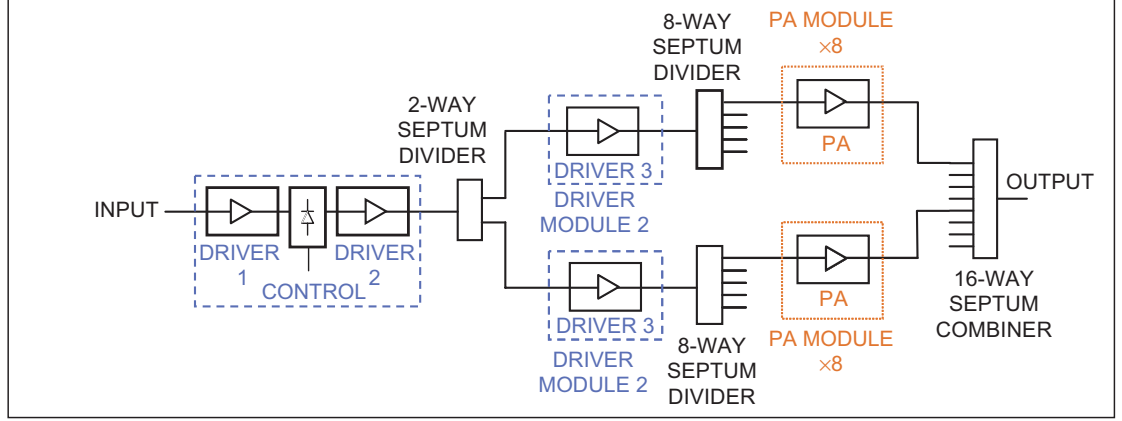 INPUT
DRIVER
1
CONTROL
DRIVER
2
2-WAY
SEPTUM
DIVIDER
DRIVER 3
DRIVER
MODULE 2
8-WAY
SEPTUM
DIVIDER
PA MODULE
×8
PA
DRIVER 3
DRIVER
MODULE 2
8-WAY
SEPTUM
DIVIDER
PA
PA MODULE
×8
OUTPUT
16-WAY
SEPTUM
COMBINER